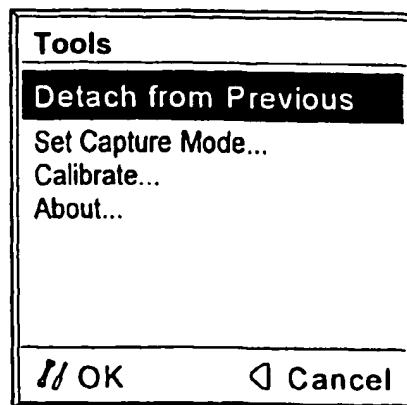 Tools
Detach from Previous
Set Capture Mode...
Calibrate...
About...
OK Cancel